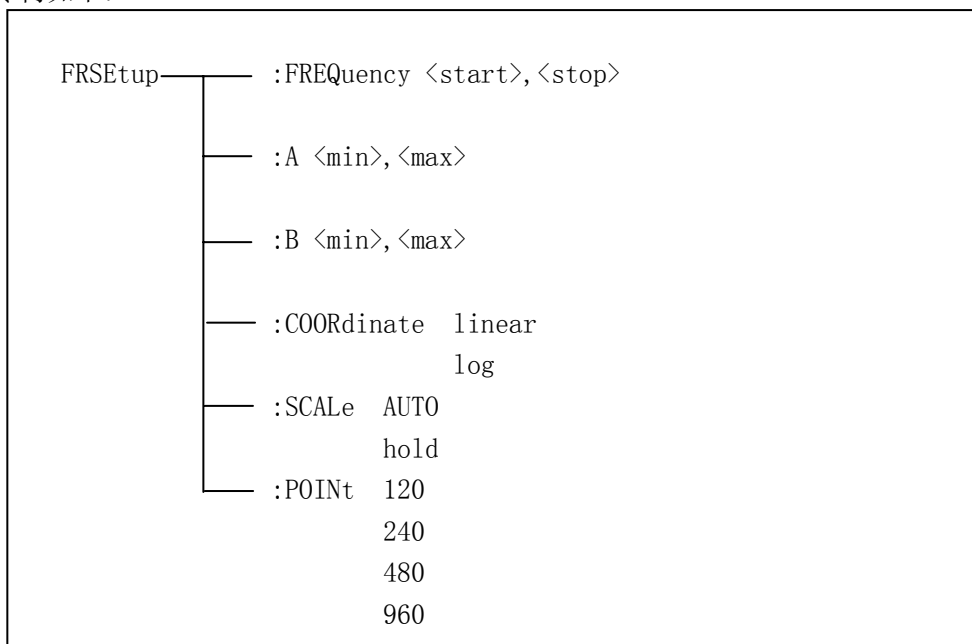 FRSEtup :FREQuency <start>,<stop>
:A <min>,<max>
:B <min>,<max>
:COORdinate linear
log
:SCALe AUTO
hold
:POINt 120
240
480
960